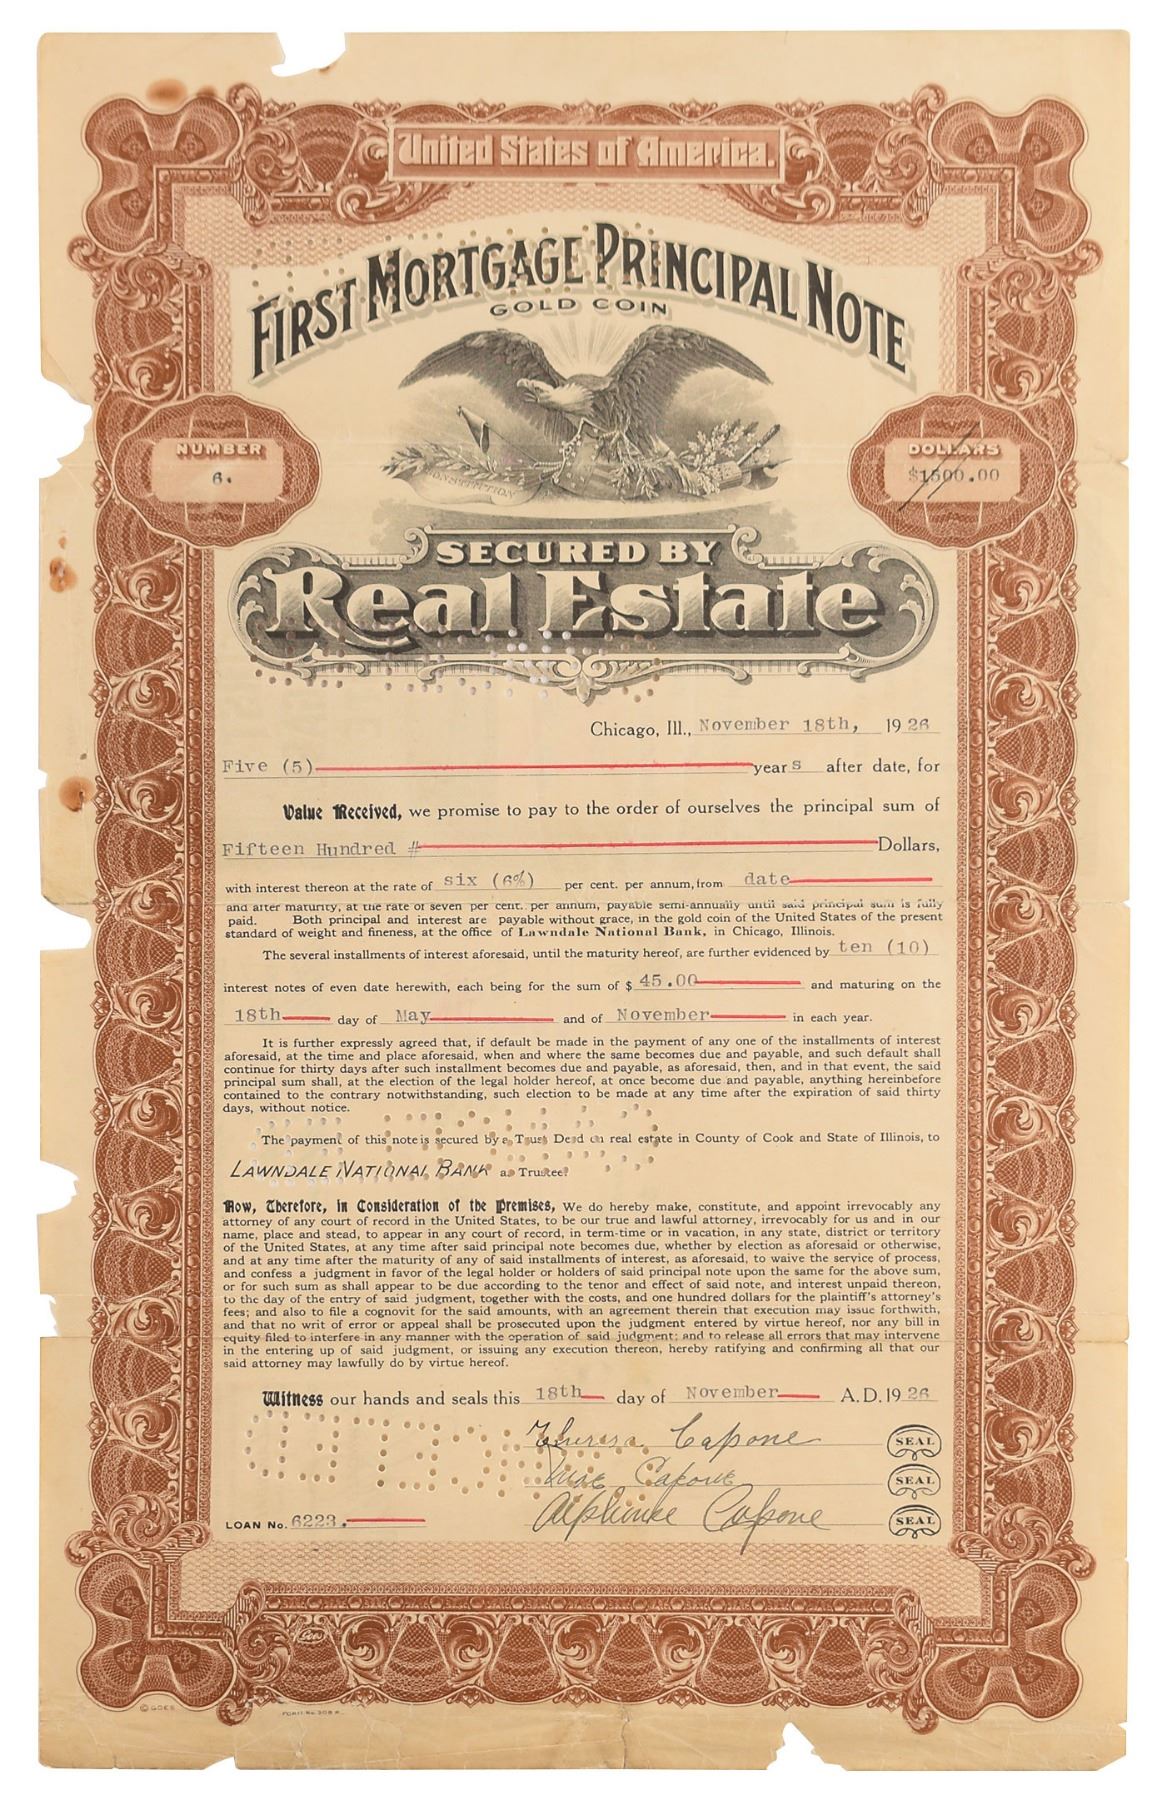 United States of America.
FIRST MORTGAGE PRINCIPAL NOTE
GOLD COIN
NUMBER
6.
DOLLARS
$1500.00
CONSTITUTION
SECURED BY
Real Estate
Chicago, Ill., November 18th, 1926
Five (5) years after date, for
Value Received, we promise to pay to the order of ourselves the principal sum of
Fifteen Hundred # Dollars,
with interest thereon at the rate of six (6%) per cent. per annum, from date
and after maturity, at the rate of seven per cent. per annum, payable semi-annually until said principal sum is fully
paid. Both principal and interest are payable without grace, in the gold coin of the United States of the present
standard of weight and fineness, at the office of Lawndale National Bank, in Chicago, Illinois.
The several installments of interest aforesaid, until the maturity hereof, are further evidenced by ten (10)
interest notes of even date herewith, each being for the sum of $ 45.00 and maturing on the
18th day of May and of November in each year.
It is further expressly agreed that, if default be made in the payment of any one of the installments of interest
aforesaid, at the time and place aforesaid, when and where the same becomes due and payable, and such default shall
continue for thirty days after such installment becomes due and payable, as aforesaid, then, and in that event, the said
principal sum shall, at the election of the legal holder hereof, at once become due and payable, anything hereinbefore
contained to the contrary notwithstanding, such election to be made at any time after the expiration of said thirty
days, without notice.
The payment of this note is secured by a Trust Deed on real estate in County of Cook and State of Illinois, to
LAWNDALE NATIONAL BANK as Trustee.
Now, Therefore, in Consideration of the Premises, We do hereby make, constitute, and appoint irrevocably any
attorney of any court of record in the United States, to be our true and lawful attorney, irrevocably for us and in our
name, place and stead, to appear in any court of record, in term-time or in vacation, in any state, district or territory
of the United States, at any time after said principal note becomes due, whether by election as aforesaid or otherwise,
and at any time after the maturity of any of said installments of interest, as aforesaid, to waive the service of process,
and confess a judgment in favor of the legal holder or holders of said principal note upon the same for the above sum,
or for such sum as shall appear to be due according to the tenor and effect of said note, and interest unpaid thereon,
to the day of the entry of said judgment, together with the costs, and one hundred dollars for the plaintiff's attorney's
fees; and also to file a cognovit for the said amounts, with an agreement therein that execution may issue forthwith,
and that no writ of error or appeal shall be prosecuted upon the judgment entered by virtue hereof, nor any bill in
equity filed to interfere in any manner with the operation of said judgment; and to release all errors that may intervene
in the entering up of said judgment, or issuing any execution thereon, hereby ratifying and confirming all that our
said attorney may lawfully do by virtue hereof.
Witness our hands and seals this 18th day of November A. D. 1926
Theresa Capone SEAL
Mae Capone SEAL
Alphonse Capone SEAL
LOAN No. 6223.
Goes
© GOES
FORM No. 308 R